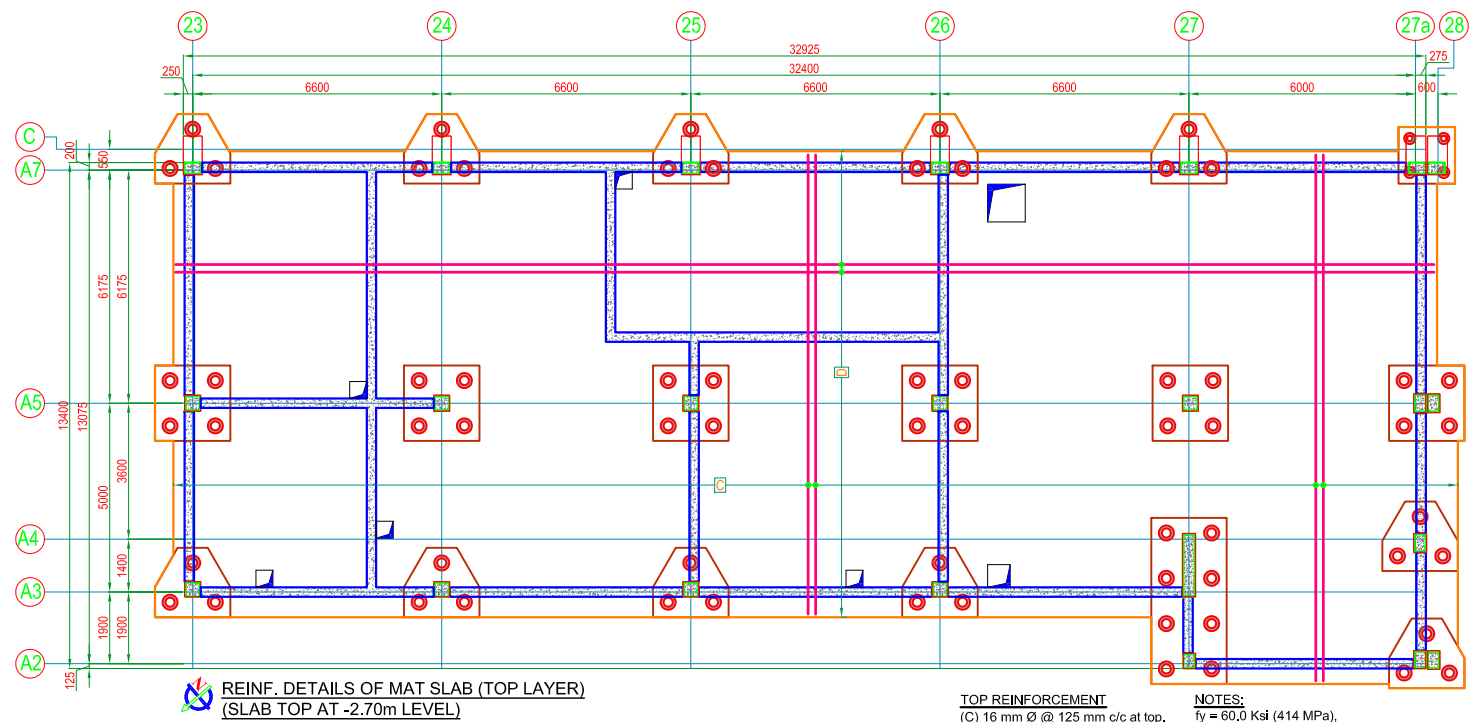 23
24
25
26
27
27a
28
32925
250
32400
275
6600
6600
6600
6600
6000
600
C
A7
A5
A4
A3
A2
200
550
6175
6175
13400
13075
5000
3600
1400
1900
1900
125
D
C
N
REINF. DETAILS OF MAT SLAB (TOP LAYER)
(SLAB TOP AT -2.70m LEVEL)
TOP REINFORCEMENT
(C) 16 mm Ø @ 125 mm c/c at top,
NOTES:
fy = 60.0 Ksi (414 MPa),